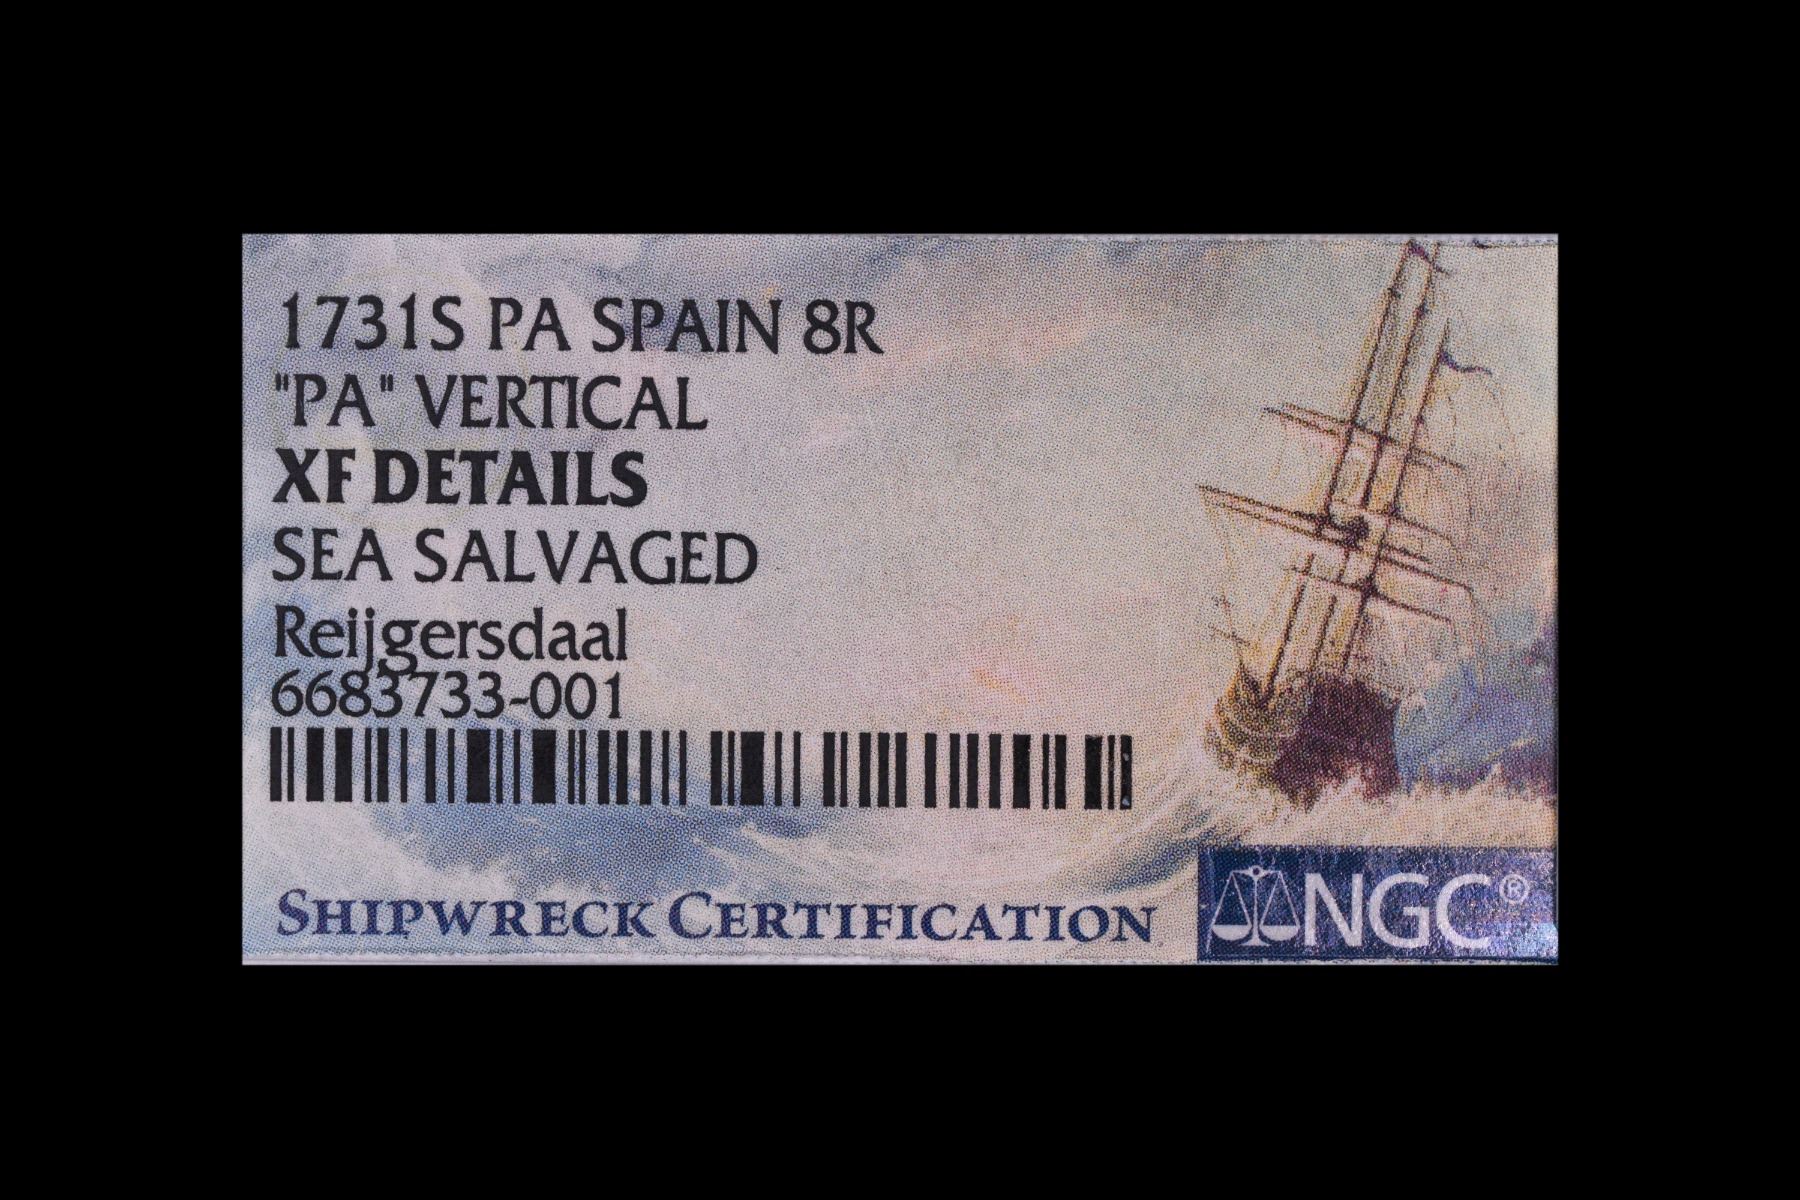 1731S PA SPAIN 8R
"PA" VERTICAL
XF DETAILS
SEA SALVAGED
Reijgersdaal
6683733-001
SHIPWRECK CERTIFICATION
NGC®